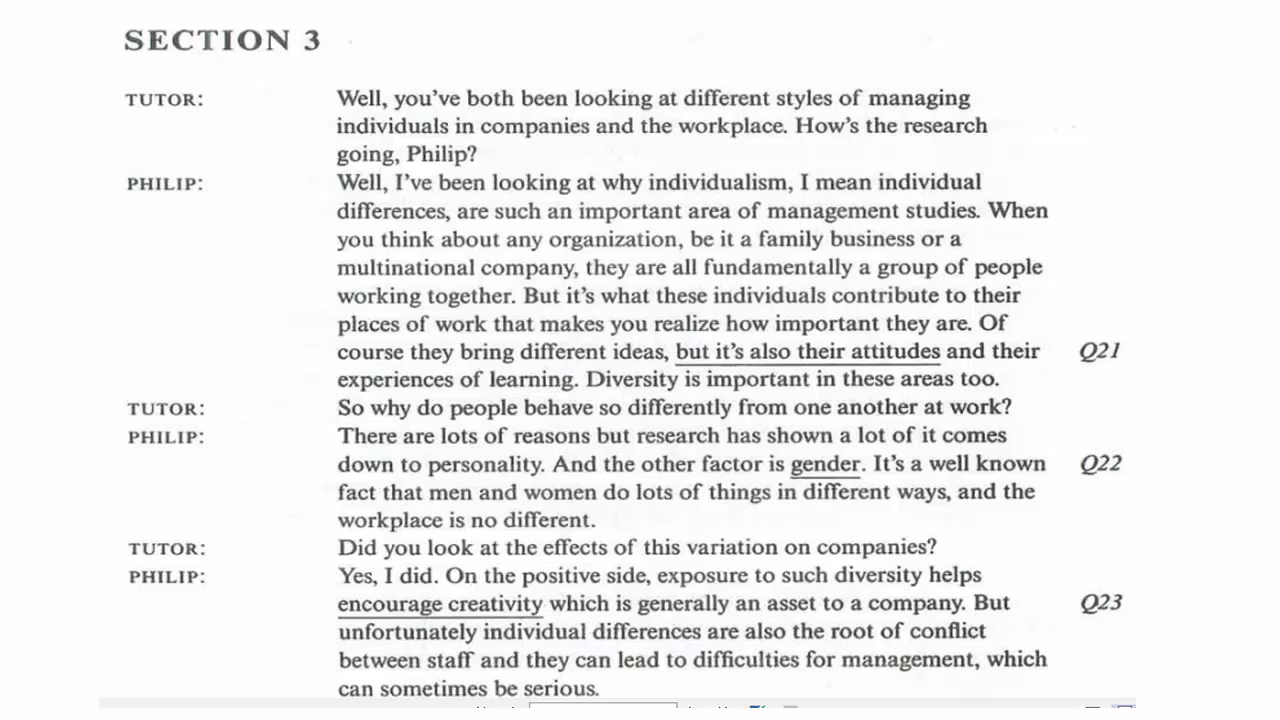 SECTION 3
TUTOR: Well, you've both been looking at different styles of managing
individuals in companies and the workplace. How's the research
going, Philip?
PHILIP: Well, I've been looking at why individualism, I mean individual
differences, are such an important area of management studies. When
you think about any organization, be it a family business or a
multinational company, they are all fundamentally a group of people
working together. But it's what these individuals contribute to their
places of work that makes you realize how important they are. Of
course they bring different ideas, but it's also their attitudes and their Q21
experiences of learning. Diversity is important in these areas too.
TUTOR: So why do people behave so differently from one another at work?
PHILIP: There are lots of reasons but research has shown a lot of it comes
down to personality. And the other factor is gender. It's a well known Q22
fact that men and women do lots of things in different ways, and the
workplace is no different.
TUTOR: Did you look at the effects of this variation on companies?
PHILIP: Yes, I did. On the positive side, exposure to such diversity helps
encourage creativity which is generally an asset to a company. But Q23
unfortunately individual differences are also the root of conflict
between staff and they can lead to difficulties for management, which
can sometimes be serious.